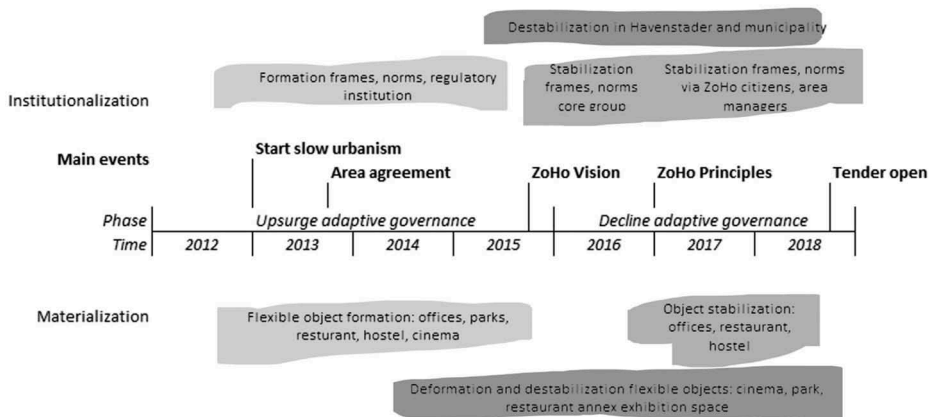 Destabilization in Havenstader and municipality
Formation frames, norms, regulatory
institution
Stabilization
frames, norms
core group
Stabilization frames, norms
via ZoHo citizens, area
managers
Institutionalization
Main events
Start slow urbanism
Area agreement
ZoHo Vision
ZoHo Principles
Tender open
Phase
Upsurge adaptive governance
Decline adaptive governance
Time
2012
2013
2014
2015
2016
2017
2018
Materialization
Flexible object formation: offices, parks,
resturant, hostel, cinema
Object stabilization:
offices, restaurant,
hostel
Deformation and destabilization flexible objects: cinema, park,
restaurant annex exhibition space